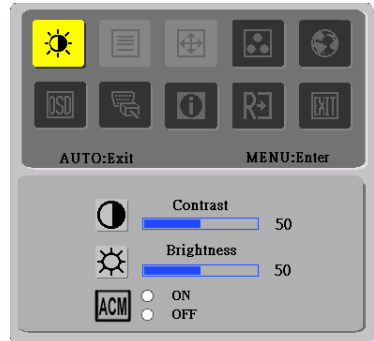 OSD
R
EXIT
AUTO:Exit MENU:Enter
Contrast
50
Brightness
50
ACM
ON
OFF